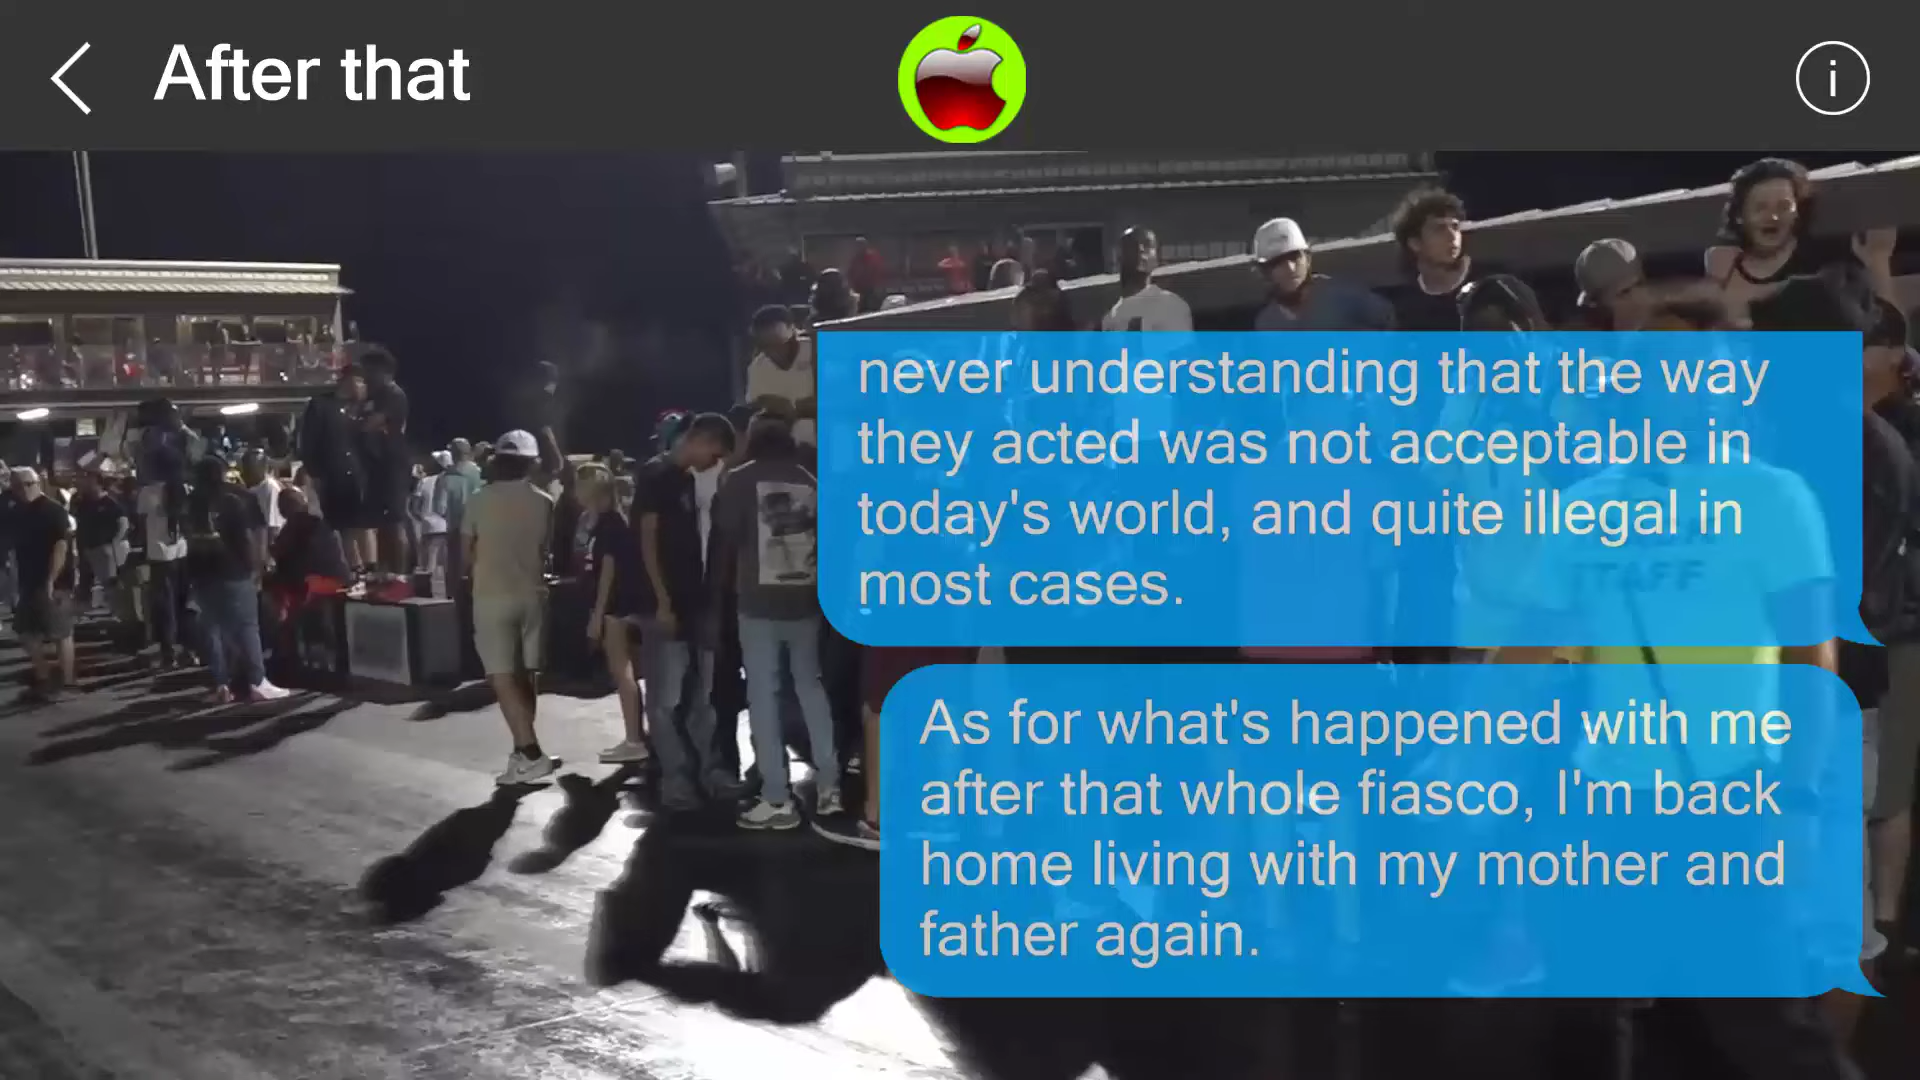 After that
i
never understanding that the way
they acted was not acceptable in
today's world, and quite illegal in
most cases.
STAFF
As for what's happened with me
after that whole fiasco, I'm back
home living with my mother and
father again.